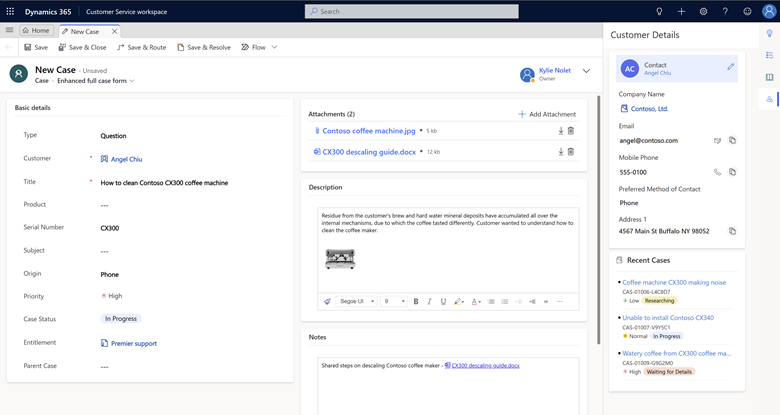 Dynamics 365 Customer Service workspace Search
Home New Case
Save Save & Close Save & Route Save & Resolve Flow
New Case - Unsaved
Case · Enhanced full case form
Kylie Nolet
Owner
Basic details
Type Question
Customer * Angel Chiu
Title * How to clean Contoso CX300 coffee machine
Product ---
Serial Number CX300
Subject ---
Origin Phone
Priority High
Case Status In Progress
Entitlement Premier support
Parent Case ---
Attachments (2) Add Attachment
Contoso coffee machine.jpg • 5 kb
CX300 descaling guide.docx • 12 kb
Description
Residue from the customer's brew and hard water mineral deposits have accumulated all over the
internal mechanisms, due to which the coffee tasted differently. Customer wanted to understand how to
clean the coffee maker.
Segoe UI 9 B I U A
Notes
Shared steps on descaling Contoso coffee maker - CX300 descaling guide.docx
Customer Details
AC Contact
Angel Chiu
Company Name
Contoso, Ltd.
Email
angel@contoso.com
Mobile Phone
555-0100
Preferred Method of Contact
Phone
Address 1
4567 Main St Buffalo NY 98052
Recent Cases
Coffee machine CX300 making noise
CAS-01006-L4C8D7
Low Researching
Unable to install Contoso CX340
CAS-01007-V9Y5C1
Normal In Progress
Watery coffee from CX300 coffee ma...
CAS-01009-G9G2M0
High Waiting for Details